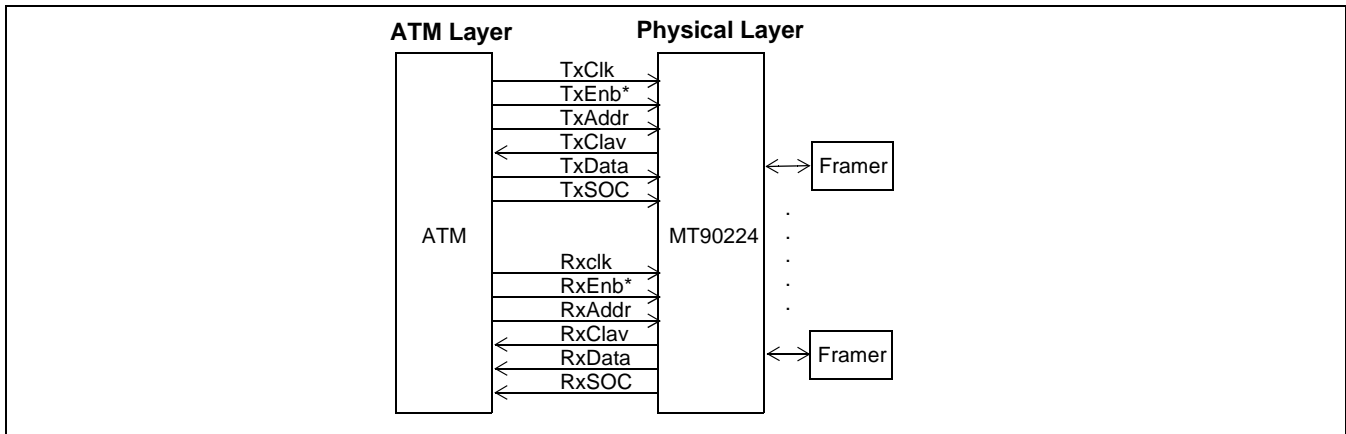 ATM Layer
Physical Layer
TxClk
TxEnb*
TxAddr
TxClav
TxData
TxSOC
Framer
ATM
MT90224
Rxclk
RxEnb*
RxAddr
RxClav
RxData
RxSOC
Framer